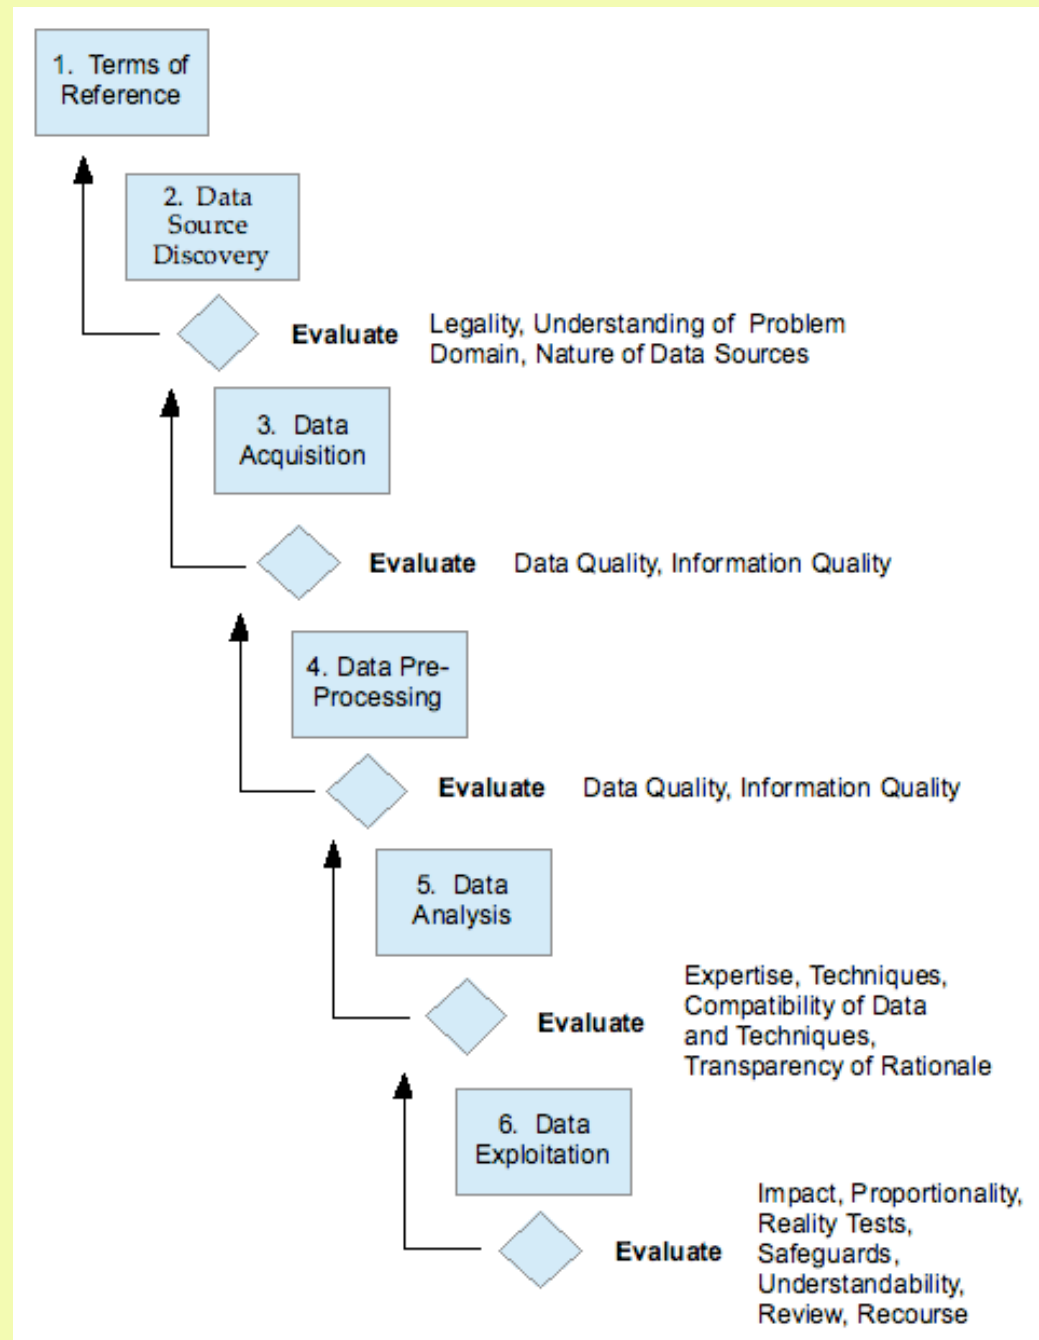 1. Terms of
Reference
2. Data
Source
Discovery
Evaluate
Legality, Understanding of Problem
Domain, Nature of Data Sources
3. Data
Acquisition
Evaluate
Data Quality, Information Quality
4. Data Pre-
Processing
Evaluate
Data Quality, Information Quality
5. Data
Analysis
Evaluate
Expertise, Techniques,
Compatibility of Data
and Techniques,
Transparency of Rationale
6. Data
Exploitation
Evaluate
Impact, Proportionality,
Reality Tests,
Safeguards,
Understandability,
Review, Recourse